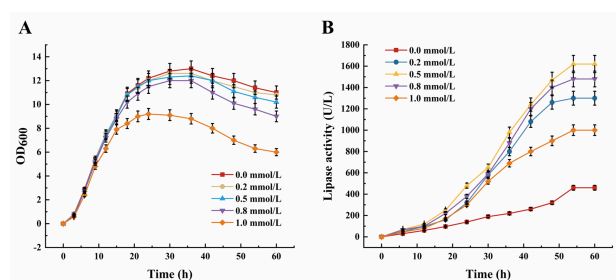 A
OD600
14
12
10
8
6
4
2
0
-2
0 10 20 30 40 50 60
Time (h)
0.0 mmol/L
0.2 mmol/L
0.5 mmol/L
0.8 mmol/L
1.0 mmol/L
B
Lipase activity (U/L)
1800
1600
1400
1200
1000
800
600
400
200
0
0 10 20 30 40 50 60
Time (h)
0.0 mmol/L
0.2 mmol/L
0.5 mmol/L
0.8 mmol/L
1.0 mmol/L